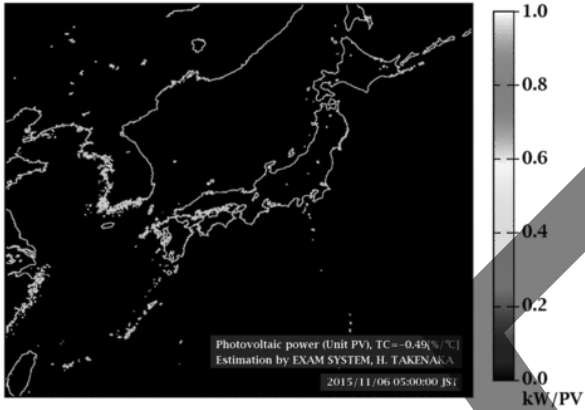 1.0
0.8
0.6
0.4
0.2
0.0
kW/PV
Photovoltaic power (Unit PV), TC=−0.49[%/℃]
Estimation by EXAM SYSTEM, H. TAKENAKA
2015/11/06 05:00:00 JST